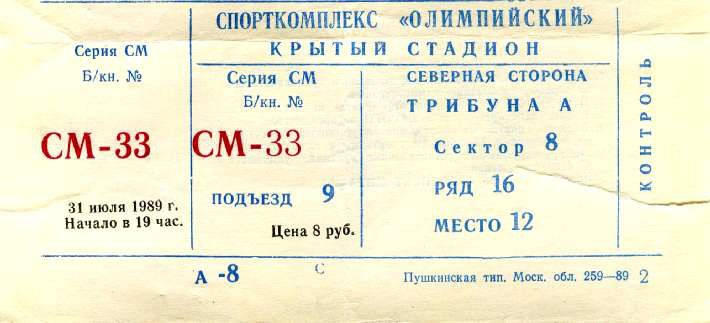 СПОРТКОМПЛЕКС «ОЛИМПИЙСКИЙ»
КРЫТЫЙ СТАДИОН
Серия СМ
Б/кн. №
СМ-33
31 июля 1989 г.
Начало в 19 час.
Серия СМ
Б/кн. №
СМ-33
ПОДЪЕЗД 9
Цена 8 руб.
СЕВЕРНАЯ СТОРОНА
ТРИБУНА А
Сектор 8
РЯД 16
МЕСТО 12
КОНТРОЛЬ
А -8
С
Пушкинская тип. Моск. обл. 259—89 2